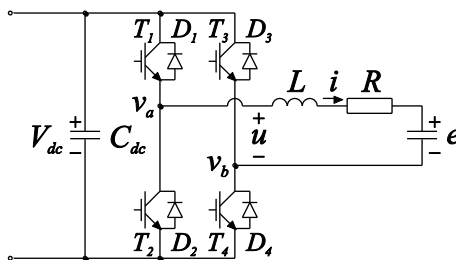 T1 D1 T3 D3
va L i R
+ + +
Vdc Cdc u e
− − −
vb
T2 D2 T4 D4